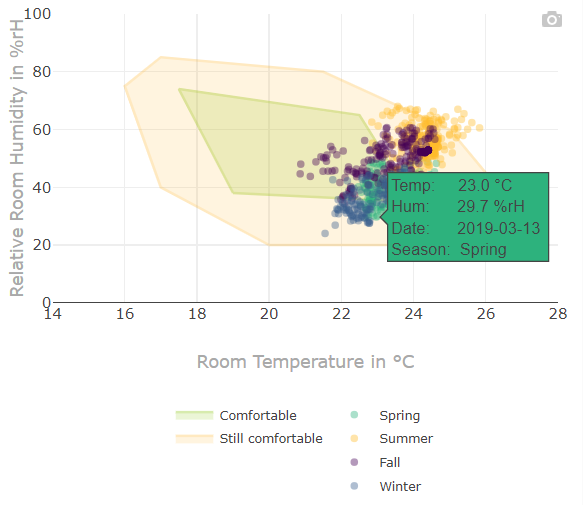 100
80
60
40
20
0
Relative Room Humidity in %rH
Temp: 23.0 °C
Hum: 29.7 %rH
Date: 2019-03-13
Season: Spring
14 16 18 20 22 24 26 28
Room Temperature in °C
Comfortable
Still comfortable
Spring
Summer
Fall
Winter